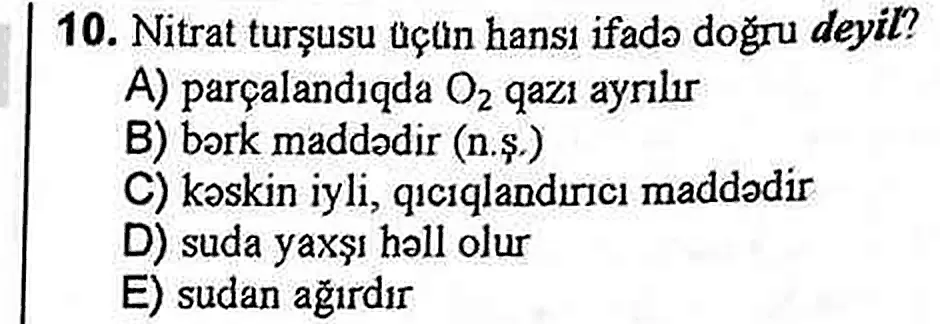 10. Nitrat turşusu üçün hansı ifadə doğru deyil?
A) parçalandıqda O₂ qazı ayrılır
B) bərk maddədir (n.ş.)
C) kəskin iyli, qıcıqlandırıcı maddədir
D) suda yaxşı həll olur
E) sudan ağırdır